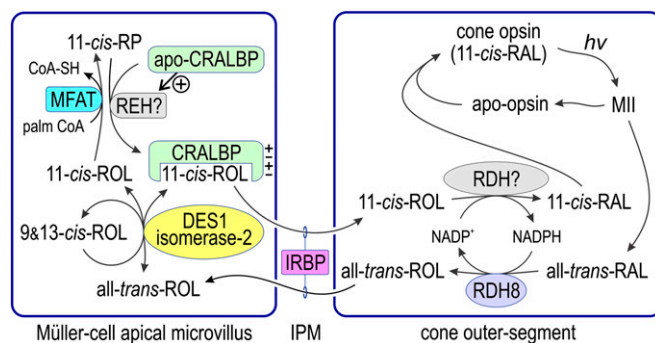 11-cis-RP
CoA-SH
apo-CRALBP
+
MFAT
REH?
palm CoA
CRALBP
11-cis-ROL
±
±
11-cis-ROL
DES1
isomerase-2
9&13-cis-ROL
all-trans-ROL
IRBP
cone opsin
(11-cis-RAL)
hv
apo-opsin
MII
RDH?
11-cis-ROL
11-cis-RAL
NADP+
NADPH
all-trans-ROL
all-trans-RAL
RDH8
Müller-cell apical microvillus
IPM
cone outer-segment